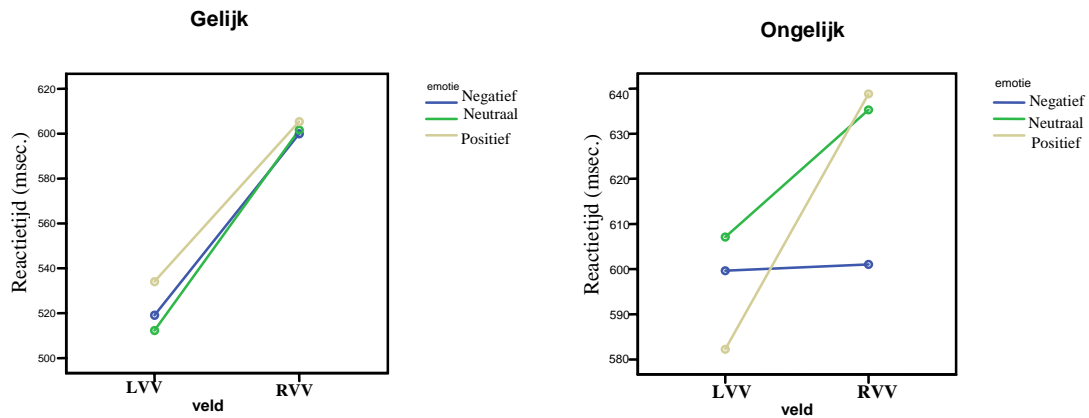 Gelijk
Reactietijd (msec.)
620
600
580
560
540
520
500
LVV
RVV
veld
emotie
Negatief
Neutraal
Positief
Ongelijk
Reactietijd (msec.)
640
630
620
610
600
590
580
LVV
RVV
veld
emotie
Negatief
Neutraal
Positief